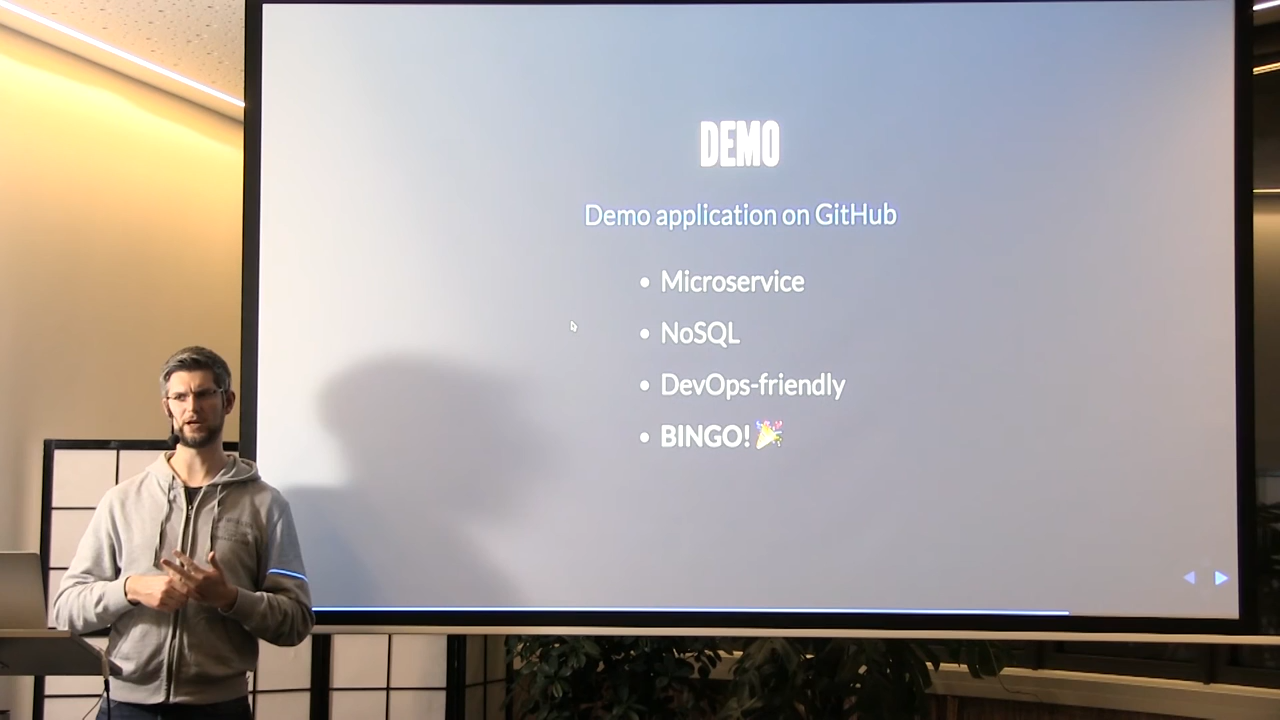 DEMO
Demo application on GitHub
• Microservice
• NoSQL
• DevOps-friendly
• BINGO! 🎉